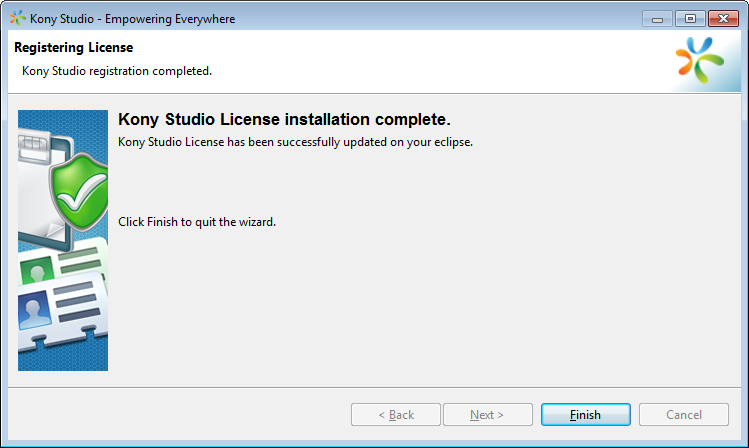 Kony Studio - Empowering Everywhere
Registering License
Kony Studio registration completed.
Kony Studio License installation complete.
Kony Studio License has been successfully updated on your eclipse.
Click Finish to quit the wizard.
< Back Next > Finish Cancel